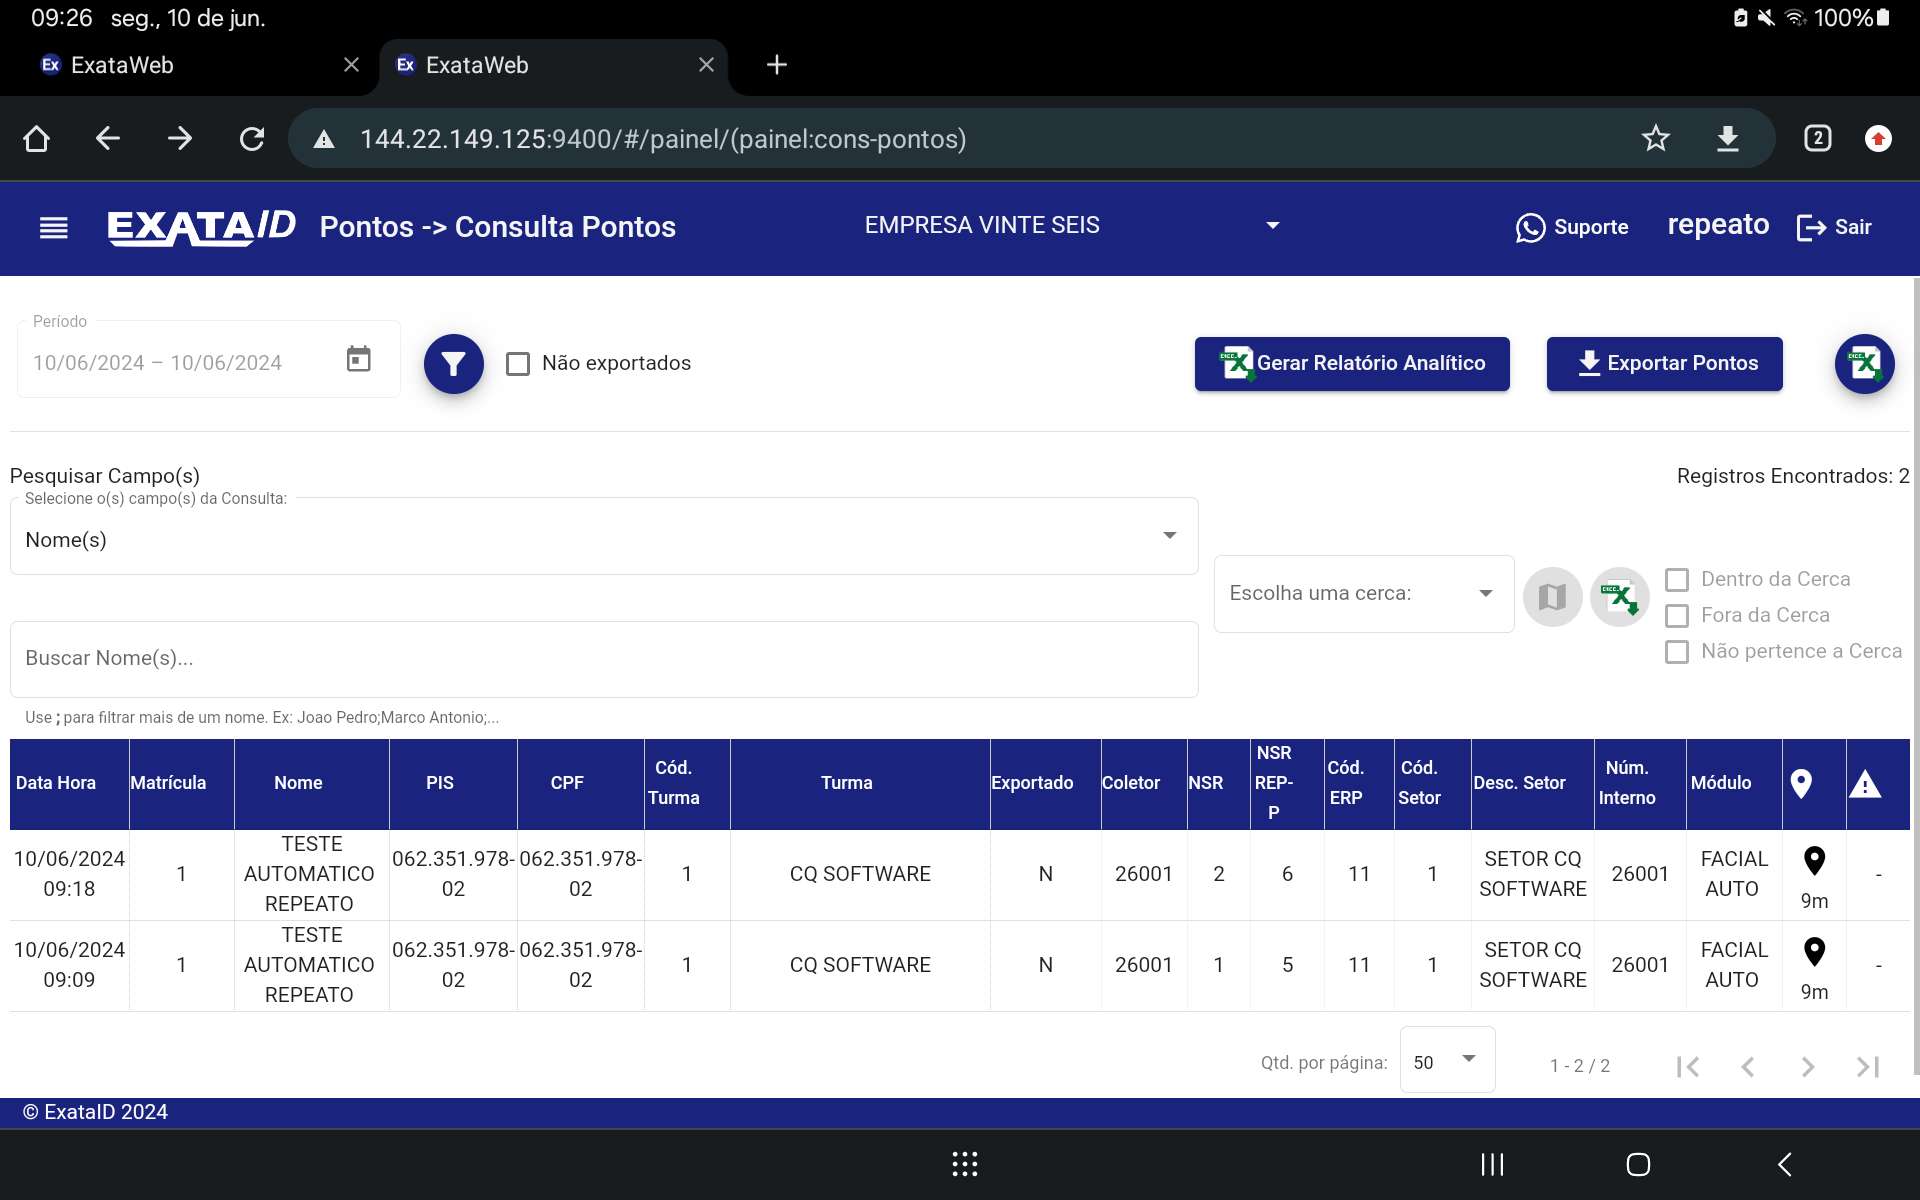 09:26 seg., 10 de jun.
100%
Ex ExataWeb
Ex ExataWeb
144.22.149.125:9400/#/painel/(painel:cons-pontos)
2
EXATAID Pontos -> Consulta Pontos EMPRESA VINTE SEIS Suporte repeato Sair
Período
10/06/2024 – 10/06/2024
Não exportados
Gerar Relatório Analítico
Exportar Pontos
Pesquisar Campo(s)
Registros Encontrados: 2
Selecione o(s) campo(s) da Consulta:
Nome(s)
Escolha uma cerca:
Dentro da Cerca
Fora da Cerca
Não pertence a Cerca
Buscar Nome(s)...
Use ; para filtrar mais de um nome. Ex: Joao Pedro;Marco Antonio;...
Data Hora Matrícula Nome PIS CPF Cód. Turma Turma Exportado Coletor NSR NSR REP-P Cód. ERP Cód. Setor Desc. Setor Núm. Interno Módulo
10/06/2024 09:18 1 TESTE AUTOMATICO REPEATO 062.351.978-02 062.351.978-02 1 CQ SOFTWARE N 26001 2 6 11 1 SETOR CQ SOFTWARE 26001 FACIAL AUTO 9m -
10/06/2024 09:09 1 TESTE AUTOMATICO REPEATO 062.351.978-02 062.351.978-02 1 CQ SOFTWARE N 26001 1 5 11 1 SETOR CQ SOFTWARE 26001 FACIAL AUTO 9m -
Qtd. por página: 50 1 - 2 / 2
© ExataID 2024